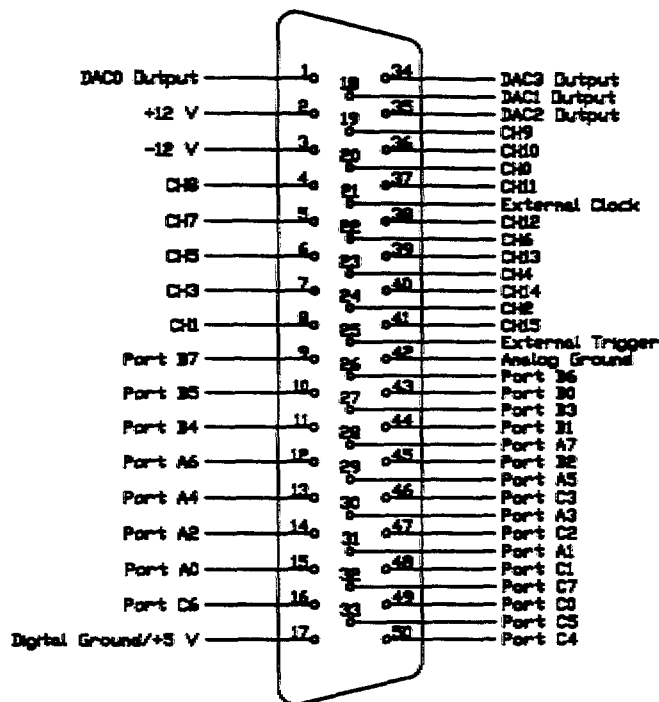 DAC0 Output 1 34 DAC3 Output
18 DAC1 Output
+12 V 2 35 DAC2 Output
19 CH9
-12 V 3 36 CH10
20 CH0
CH8 4 37 CH11
21 External Clock
CH7 5 38 CH12
22 CH6
CH5 6 39 CH13
23 CH4
CH3 7 40 CH14
24 CH2
CH1 8 41 CH15
25 External Trigger
Port B7 9 42 Analog Ground
26 Port B6
Port B5 10 43 Port B0
27 Port B3
Port B4 11 44 Port B1
28 Port A7
Port A6 12 45 Port B2
29 Port A5
Port A4 13 46 Port C3
30 Port A3
Port A2 14 47 Port C2
31 Port A1
Port A0 15 48 Port C1
32 Port C7
Port C6 16 49 Port C0
33 Port C5
Digital Ground/+5 V 17 50 Port C4